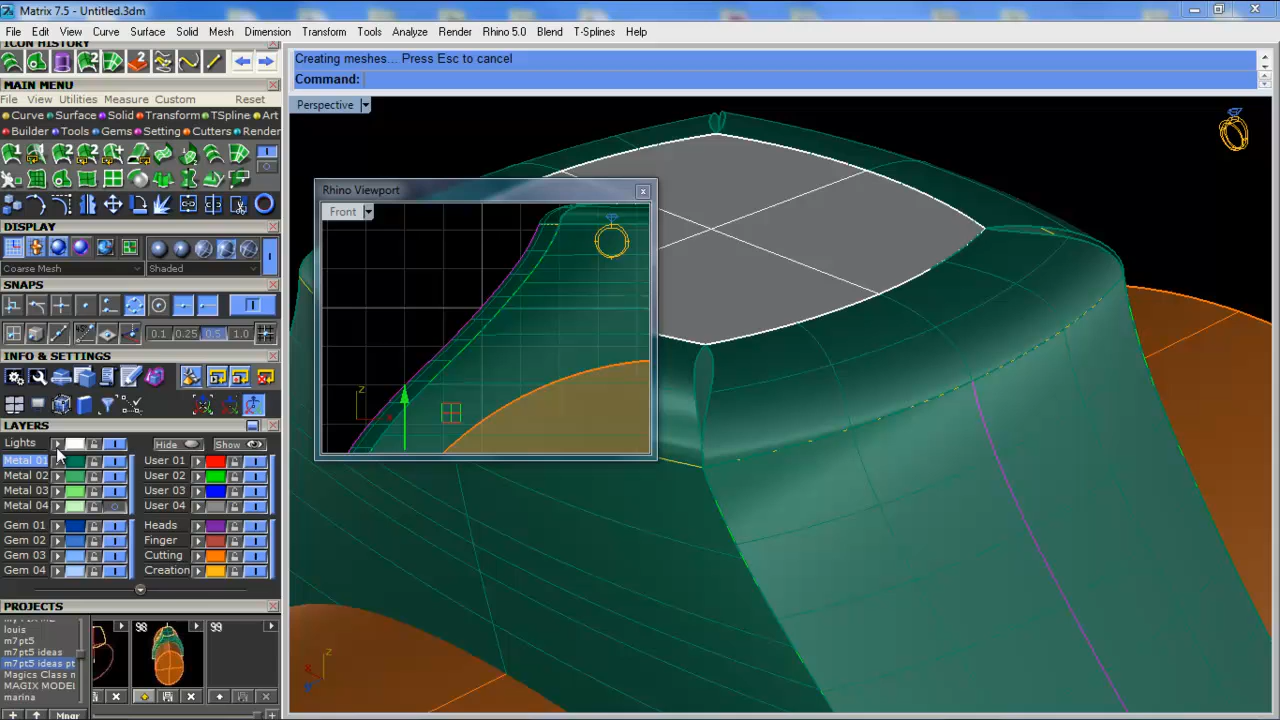 Matrix 7.5 - Untitled.3dm
File Edit View Curve Surface Solid Mesh Dimension Transform Tools Analyze Render Rhino 5.0 Blend T-Splines Help
ICON HISTORY
Creating meshes... Press Esc to cancel
Command:
MAIN MENU
File View Utilities Measure Custom Reset
Perspective
Curve Surface Solid Transform TSpline Art
Builder Tools Gems Setting Cutters Render
Rhino Viewport
Front
DISPLAY
Coarse Mesh Shaded
SNAPS
0.1 0.25 0.5 1.0
INFO & SETTINGS
z
LAYERS
Lights Hide Show
Metal 01 User 01
Metal 02 User 02
Metal 03 User 03
Metal 04 User 04
Gem 01 Heads
Gem 02 Finger
Gem 03 Cutting
Gem 04 Creation
PROJECTS
98 99
louis
m7pt5
m7pt5 ideas
m7pt5 ideas pt
Magics Class n
MAGIX MODEL
marina
Mngr
z